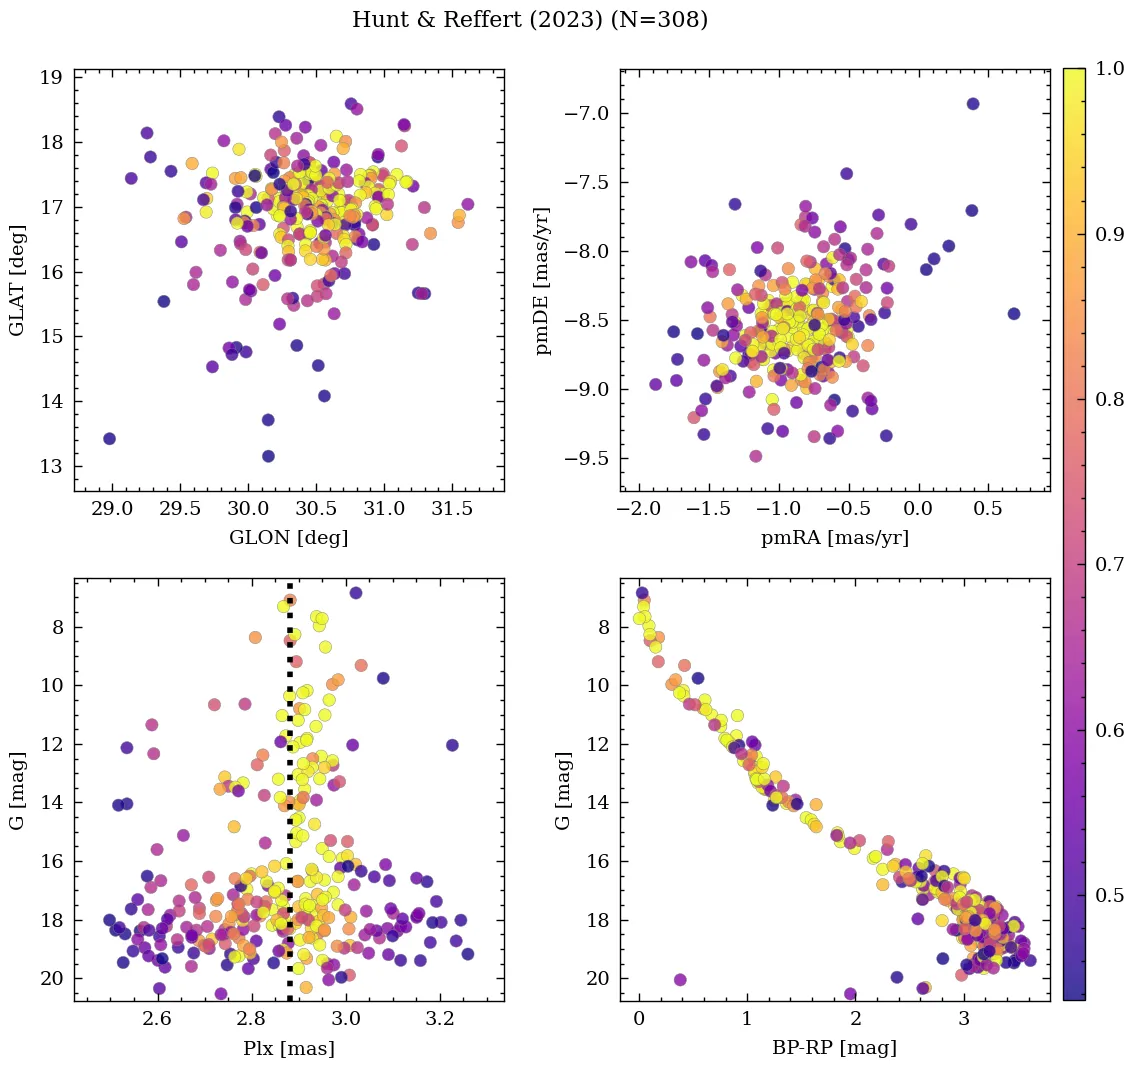 Hunt & Reffert (2023) (N=308)
19
18
17
16
15
14
13
GLAT [deg]
29.0 29.5 30.0 30.5 31.0 31.5
GLON [deg]
−7.0
−7.5
−8.0
−8.5
−9.0
−9.5
pmDE [mas/yr]
−2.0 −1.5 −1.0 −0.5 0.0 0.5
pmRA [mas/yr]
1.0
0.9
0.8
0.7
0.6
0.5
8
10
12
14
16
18
20
G [mag]
2.6 2.8 3.0 3.2
Plx [mas]
8
10
12
14
16
18
20
G [mag]
0 1 2 3
BP-RP [mag]